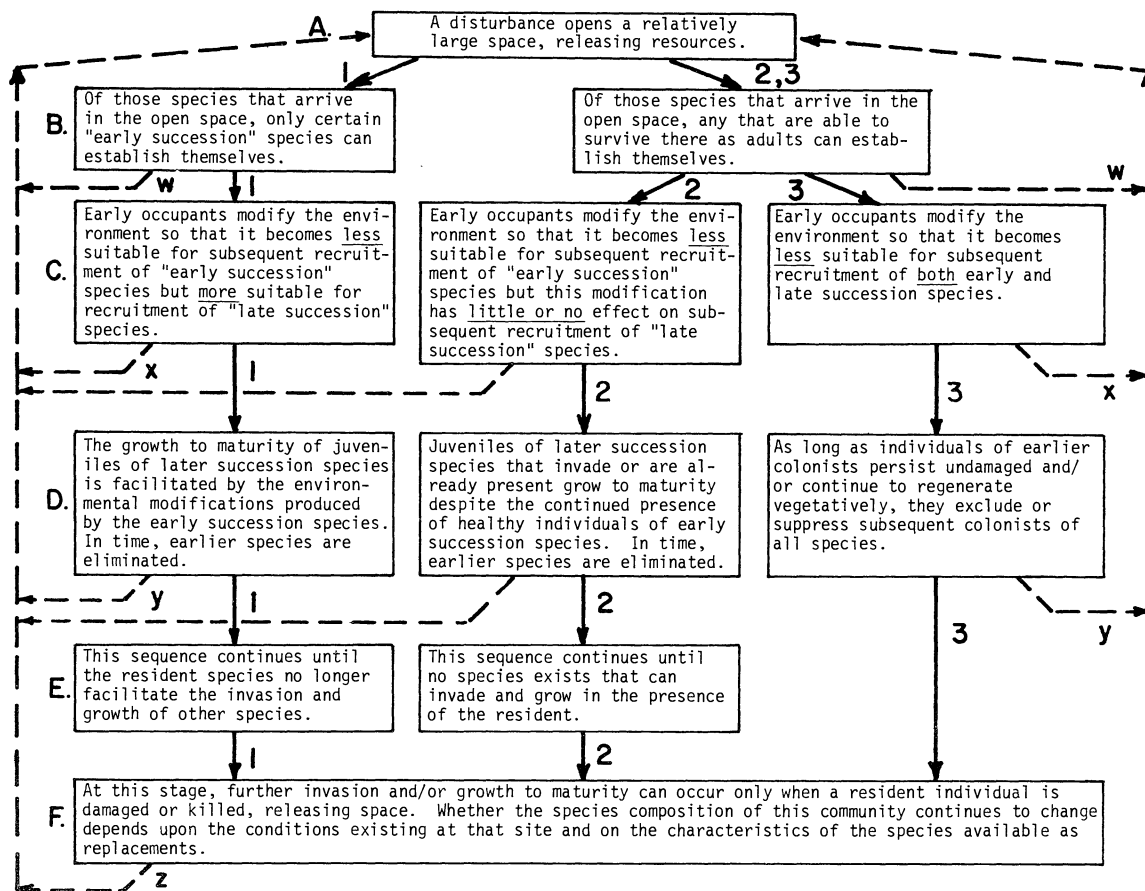 A.
A disturbance opens a relatively
large space, releasing resources.
1
2,3
B.
Of those species that arrive
in the open space, only certain
"early succession" species can
establish themselves.
Of those species that arrive in the
open space, any that are able to
survive there as adults can estab-
lish themselves.
w
1
2
3
w
C.
Early occupants modify the envi-
ronment so that it becomes less
suitable for subsequent recruit-
ment of "early succession"
species but more suitable for
recruitment of "late succession"
species.
Early occupants modify the envi-
ronment so that it becomes less
suitable for subsequent recruit-
ment of "early succession"
species but this modification
has little or no effect on sub-
sequent recruitment of "late
succession" species.
Early occupants modify the
environment so that it becomes
less suitable for subsequent
recruitment of both early and
late succession species.
x
1
2
3
x
D.
The growth to maturity of juve-
niles of later succession species
is facilitated by the environ-
mental modifications produced
by the early succession species.
In time, earlier species are
eliminated.
Juveniles of later succession
species that invade or are al-
ready present grow to maturity
despite the continued presence
of healthy individuals of early
succession species. In time,
earlier species are eliminated.
As long as individuals of earlier
colonists persist undamaged and/
or continue to regenerate
vegetatively, they exclude or
suppress subsequent colonists of
all species.
y
1
2
3
y
E.
This sequence continues until
the resident species no longer
facilitate the invasion and
growth of other species.
This sequence continues until
no species exists that can
invade and grow in the presence
of the resident.
1
2
F.
At this stage, further invasion and/or growth to maturity can occur only when a resident individual is
damaged or killed, releasing space. Whether the species composition of this community continues to change
depends upon the conditions existing at that site and on the characteristics of the species available as
replacements.
z